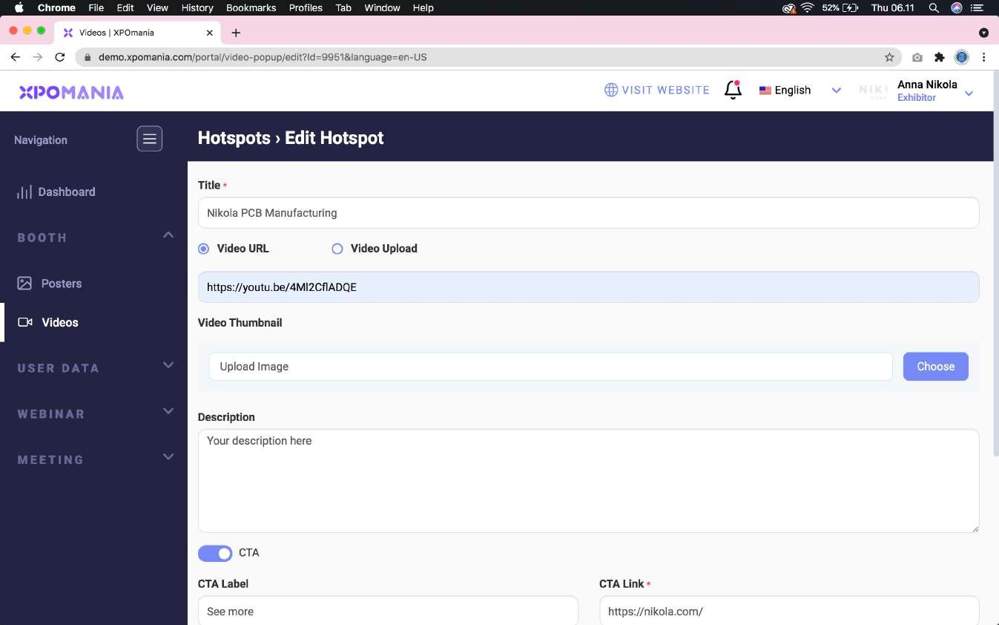 Chrome File Edit View History Bookmarks Profiles Tab Window Help 52% Thu 06.11
Videos | XPOmania
demo.xpomania.com/portal/video-popup/edit?Id=9951&language=en-US
XPOMANIA
VISIT WEBSITE
English
NIKI
Anna Nikola
Exhibitor
Navigation
Hotspots › Edit Hotspot
Dashboard
BOOTH
Posters
Videos
USER DATA
WEBINAR
MEETING
Title *
Nikola PCB Manufacturing
Video URL Video Upload
https://youtu.be/4Ml2CflADQE
Video Thumbnail
Upload Image Choose
Description
Your description here
CTA
CTA Label CTA Link *
See more https://nikola.com/